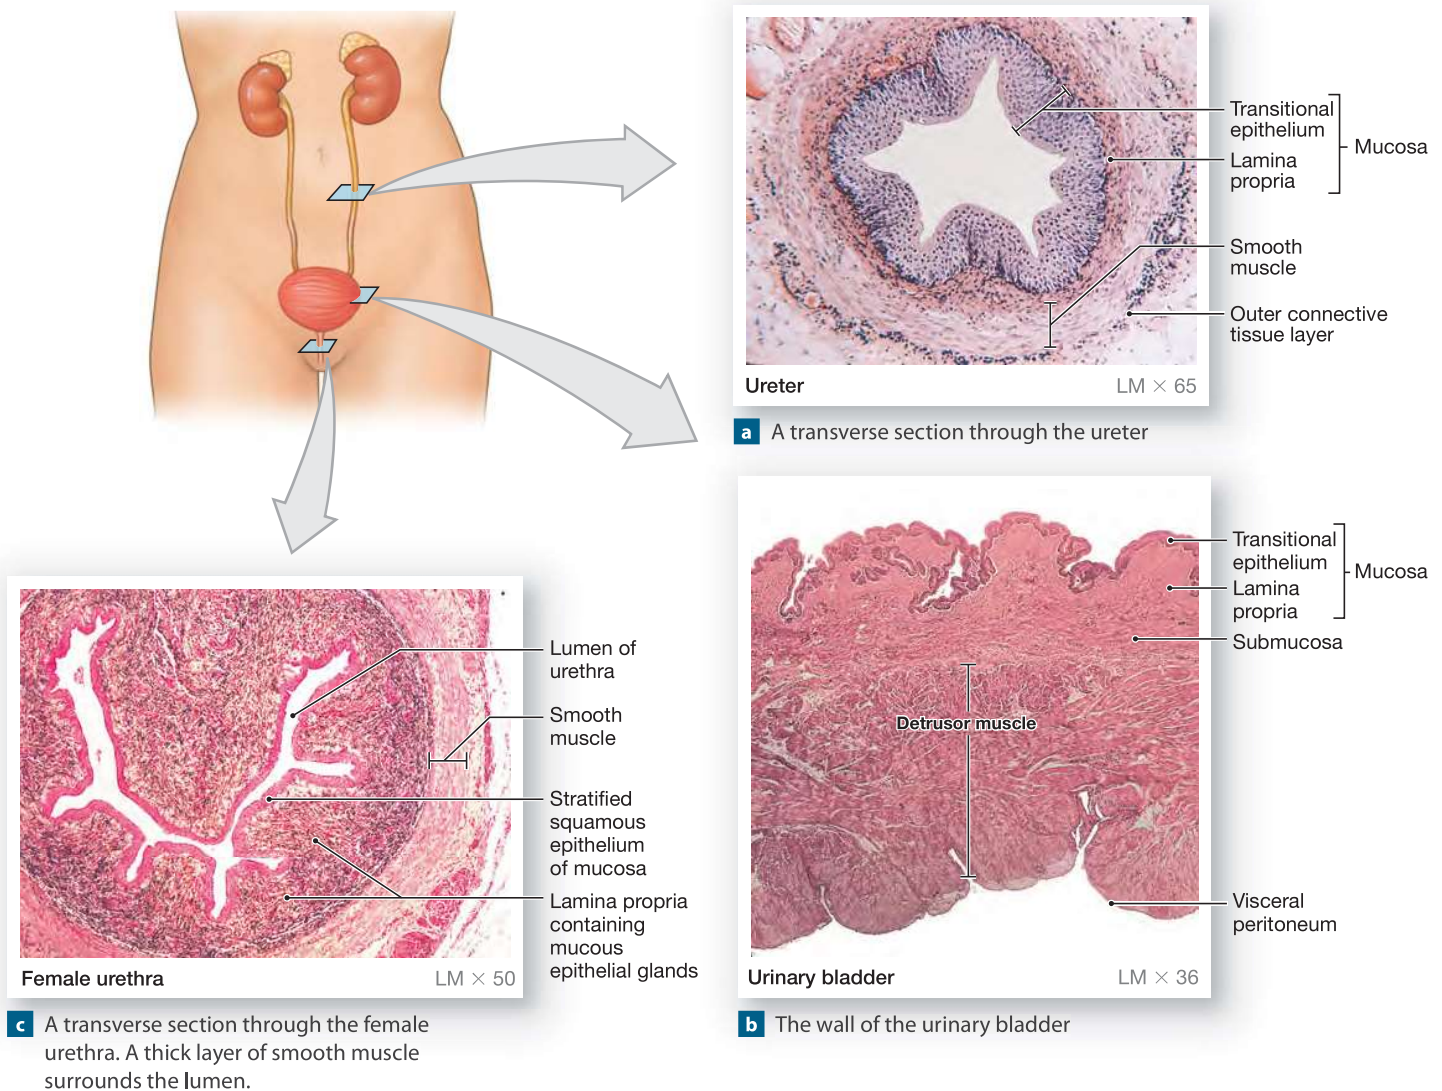 Transitional
epithelium
Lamina
propria
Mucosa
Smooth
muscle
Outer connective
tissue layer
Ureter LM × 65
a A transverse section through the ureter
Transitional
epithelium
Lamina
propria
Mucosa
Submucosa
Detrusor muscle
Visceral
peritoneum
Urinary bladder LM × 36
b The wall of the urinary bladder
Lumen of
urethra
Smooth
muscle
Stratified
squamous
epithelium
of mucosa
Lamina propria
containing
mucous
epithelial glands
Female urethra LM × 50
c A transverse section through the female
urethra. A thick layer of smooth muscle
surrounds the lumen.